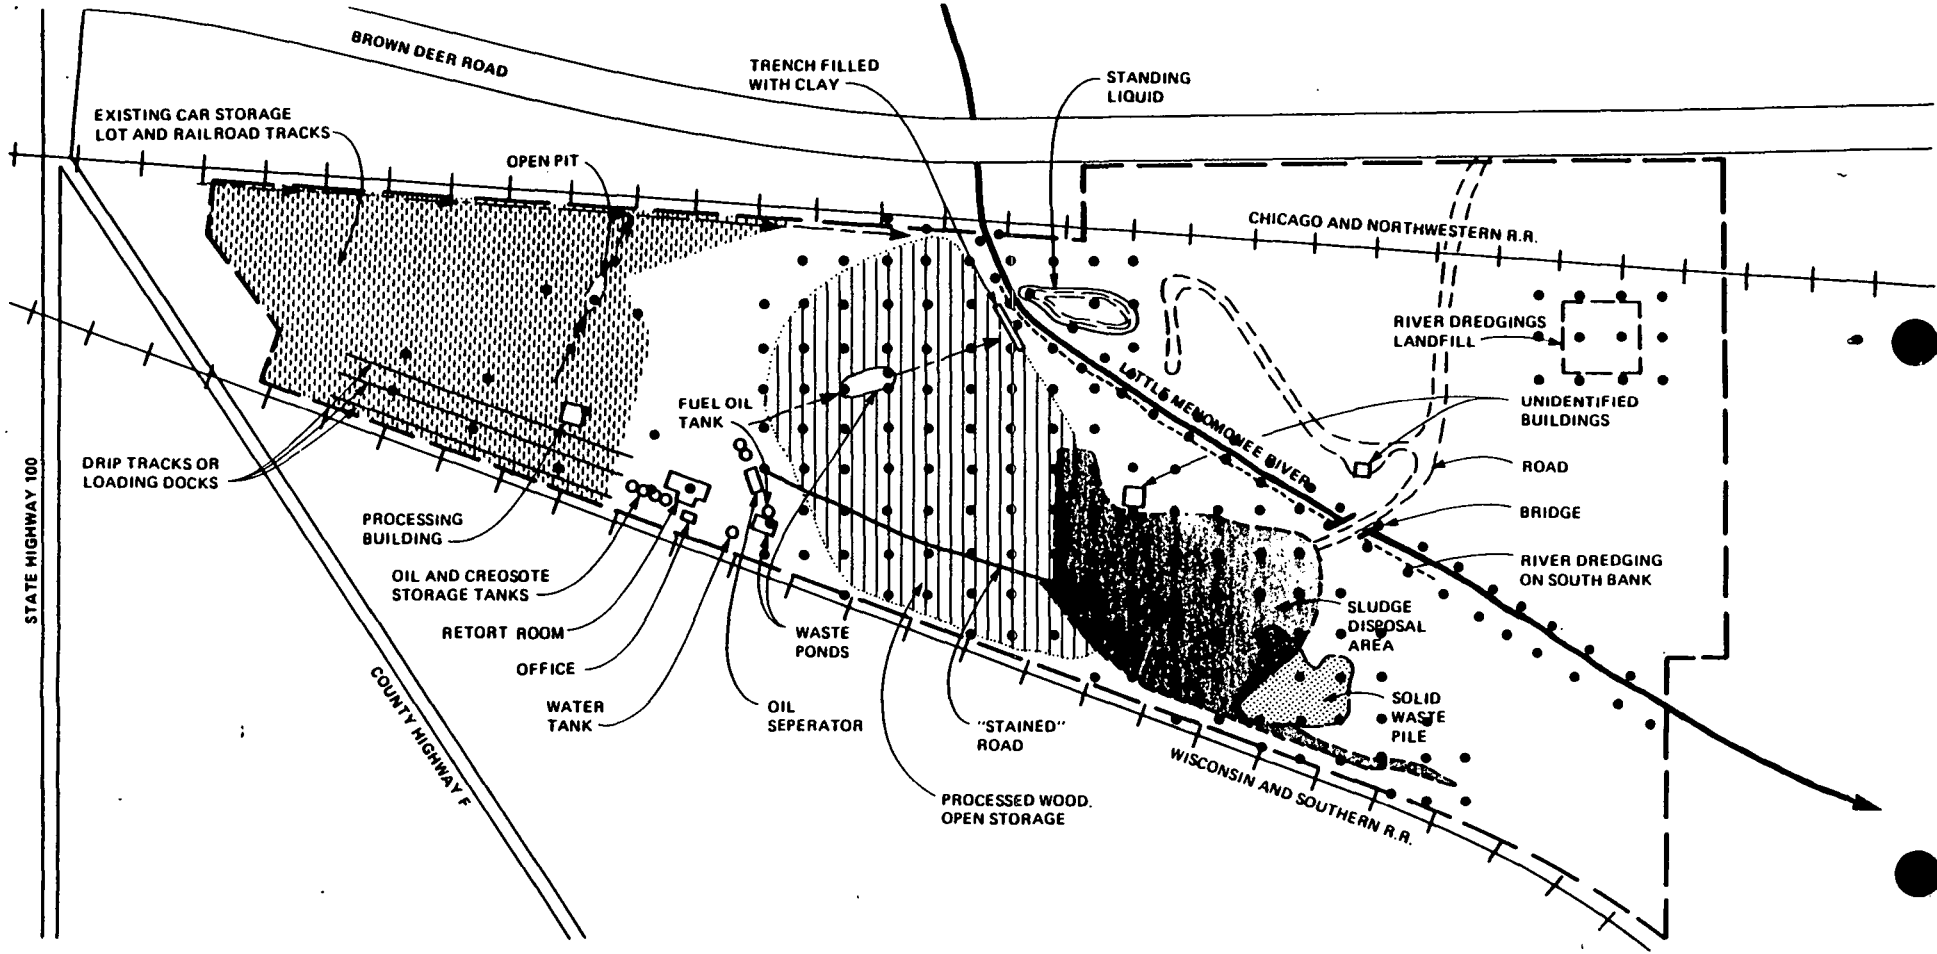 BROWN DEER ROAD
TRENCH FILLED
WITH CLAY
STANDING
LIQUID
EXISTING CAR STORAGE
LOT AND RAILROAD TRACKS
OPEN PIT
CHICAGO AND NORTHWESTERN R.R.
RIVER DREDGINGS
LANDFILL
LITTLE MENOMONEE RIVER
FUEL OIL
TANK
UNIDENTIFIED
BUILDINGS
DRIP TRACKS OR
LOADING DOCKS
ROAD
PROCESSING
BUILDING
BRIDGE
STATE HIGHWAY 100
OIL AND CREOSOTE
STORAGE TANKS
RIVER DREDGING
ON SOUTH BANK
RETORT ROOM
WASTE
PONDS
SLUDGE
DISPOSAL
AREA
OFFICE
WATER
TANK
OIL
SEPERATOR
"STAINED"
ROAD
SOLID
WASTE
PILE
COUNTY HIGHWAY F
WISCONSIN AND SOUTHERN R.R.
PROCESSED WOOD.
OPEN STORAGE